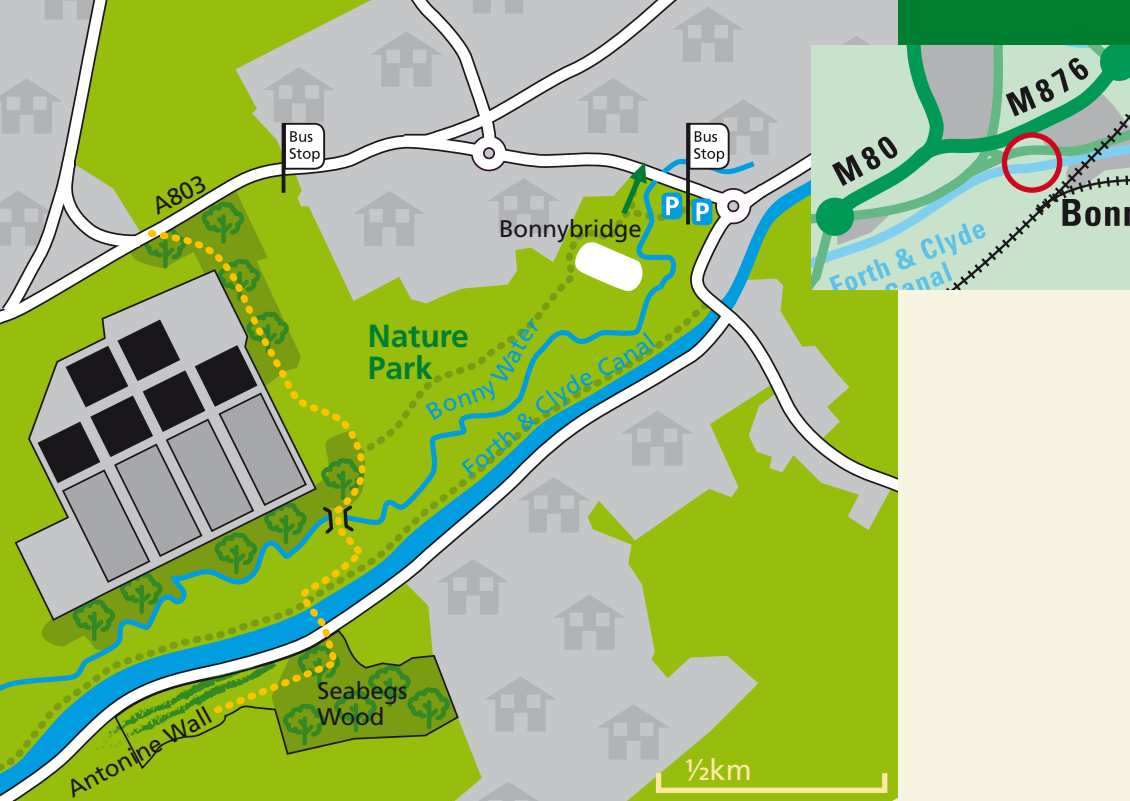 Bus
Stop
Bus
Stop
A803
P
P
Bonnybridge
Nature
Park
Bonny Water
Forth & Clyde Canal
Seabegs
Wood
Antonine Wall
½km
M876
M80
Forth & Clyde
Canal